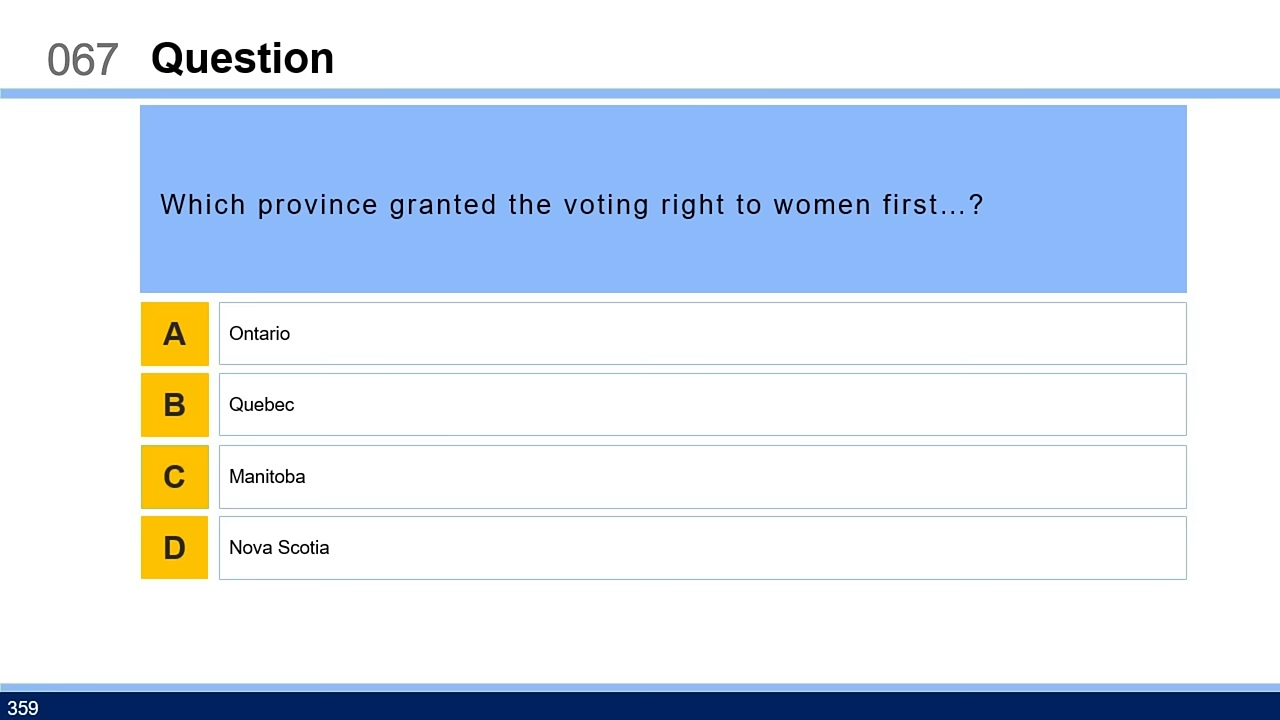 067 Question
Which province granted the voting right to women first...?
A Ontario
B Quebec
C Manitoba
D Nova Scotia
359